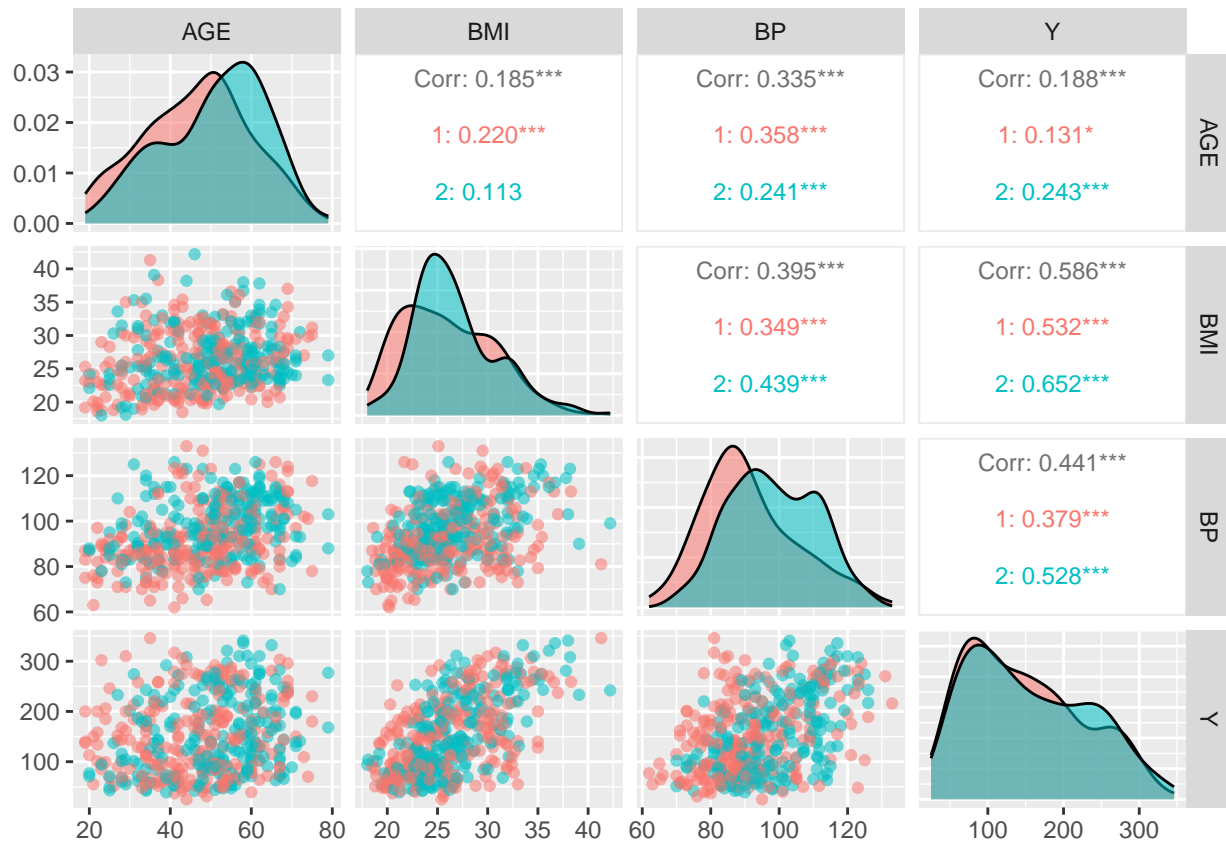 AGE BMI BP Y
0.03
0.02
0.01
0.00
Corr: 0.185***
1: 0.220***
2: 0.113
Corr: 0.335***
1: 0.358***
2: 0.241***
Corr: 0.188***
1: 0.131*
2: 0.243***
AGE
40
35
30
25
20
Corr: 0.395***
1: 0.349***
2: 0.439***
Corr: 0.586***
1: 0.532***
2: 0.652***
BMI
120
100
80
60
Corr: 0.441***
1: 0.379***
2: 0.528***
BP
300
200
100
Y
20 40 60 80 20 25 30 35 40 60 80 100 120 100 200 300